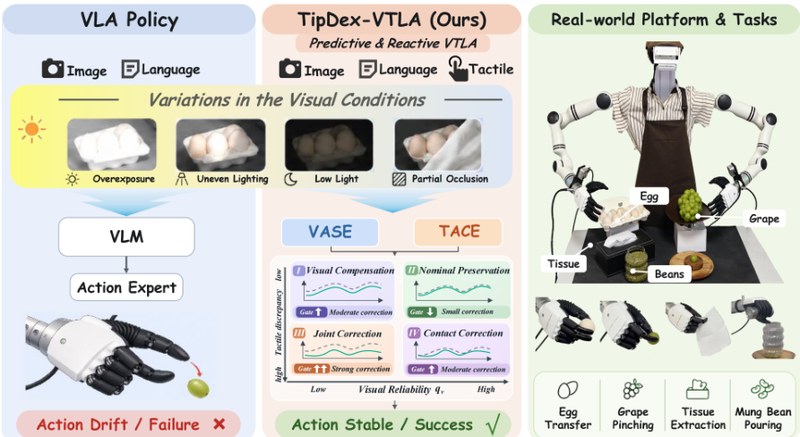 VLA Policy
Image
Language
TipDex-VTLA (Ours)
Predictive & Reactive VTLA
Image
Language
Tactile
Variations in the Visual Conditions
Overexposure
Uneven Lighting
Low Light
Partial Occlusion
VLM
Action Expert
Action Drift / Failure ×
VASE
TACE
Tactile discrepancy
low
high
I Visual Compensation
Gate ↑ Moderate correction
II Nominal Preservation
Gate ↓ Small correction
III Joint Correction
Gate ↑↑ Strong correction
IV Contact Correction
Gate ↑ Moderate correction
Low
Visual Reliability qᵥ
High
Action Stable / Success √
Real-world Platform & Tasks
Egg
Grape
Tissue
Beans
Egg
Transfer
Grape
Pinching
Tissue
Extraction
Mung Bean
Pouring